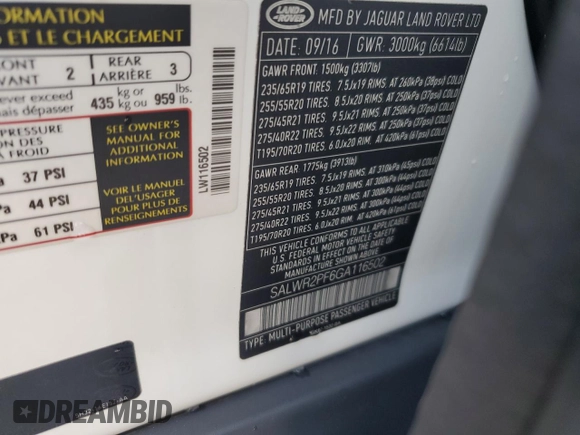 FORMATION
ET LE CHARGEMENT
FRONT 2 REAR 3
AVANT ARRIÈRE
never exceed 435 kg or 959 lbs.
mais dépasser kg ou lb.
PRESSURE
À FROID
37 PSI
44 PSI
61 PSI
SEE OWNER'S
MANUAL FOR
ADDITIONAL
INFORMATION
VOIR LE MANUEL
DE L'USAGER
POUR PLUS DE
RENSEIGNEMENTS
LW116502
LAND ROVER
MFD BY JAGUAR LAND ROVER LTD
DATE: 09/16 GWR: 3000kg (6614lb)
GAWR FRONT: 1500kg (3307lb)
235/65R19 TIRES, 7.5Jx19 RIMS, AT 260kPa (38psi) COLD
255/55R20 TIRES, 8.5Jx20 RIMS, AT 250kPa (37psi) COLD
275/45R21 TIRES, 9.5Jx21 RIMS, AT 250kPa (37psi) COLD
275/40R22 TIRES, 9.5Jx22 RIMS, AT 250kPa (37psi) COLD
T195/70R20 TIRES, 6.0Jx20 RIMS, AT 420kPa (61psi) COLD
GAWR REAR: 1775kg (3913lb)
235/65R19 TIRES, 7.5Jx19 RIMS, AT 310kPa (45psi) COLD
255/55R20 TIRES, 8.5Jx20 RIMS, AT 300kPa (44psi) COLD
275/45R21 TIRES, 9.5Jx21 RIMS, AT 300kPa (44psi) COLD
275/40R22 TIRES, 9.5Jx22 RIMS, AT 300kPa (44psi) COLD
T195/70R20 TIRES, 6.0Jx20 RIMS, AT 420kPa (61psi) COLD
THIS VEHICLE CONFORMS TO ALL APPLICABLE
U.S. FEDERAL MOTOR VEHICLE SAFETY STANDARDS
IN EFFECT ON THE DATE OF MANUFACTURE SHOWN ABOVE
SALWR2PF6GA116502
TYPE: MULTI-PURPOSE PASSENGER VEHICLE
DREAMBID